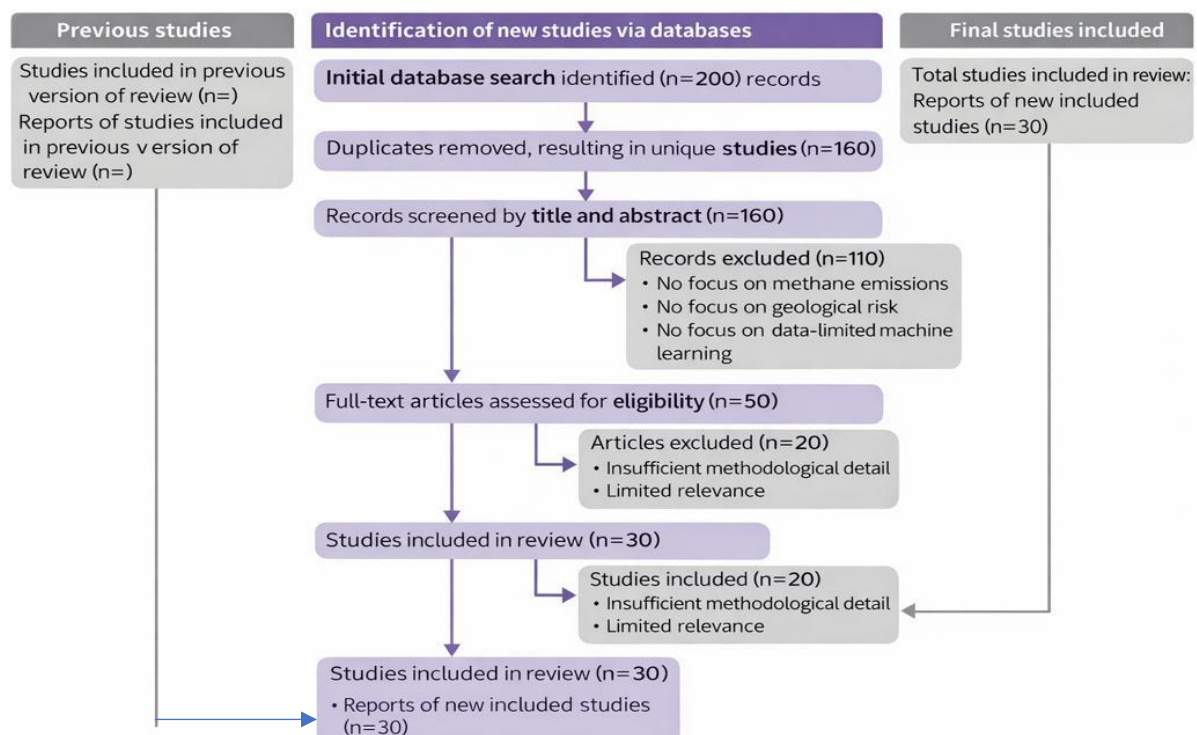 Previous studies
Studies included in previous
version of review (n=)
Reports of studies included
in previous v ersion of
review (n=)
Identification of new studies via databases
Initial database search identified (n=200) records
Duplicates removed, resulting in unique studies (n=160)
Records screened by title and abstract (n=160)
Records excluded (n=110)
• No focus on methane emissions
• No focus on geological risk
• No focus on data-limited machine
learning
Full-text articles assessed for eligibility (n=50)
Articles excluded (n=20)
• Insufficient methodological detail
• Limited relevance
Studies included in review (n=30)
Studies included (n=20)
• Insufficient methodological detail
• Limited relevance
Studies included in review (n=30)
• Reports of new included studies
(n=30)
Final studies included
Total studies included in review:
Reports of new included
studies (n=30)